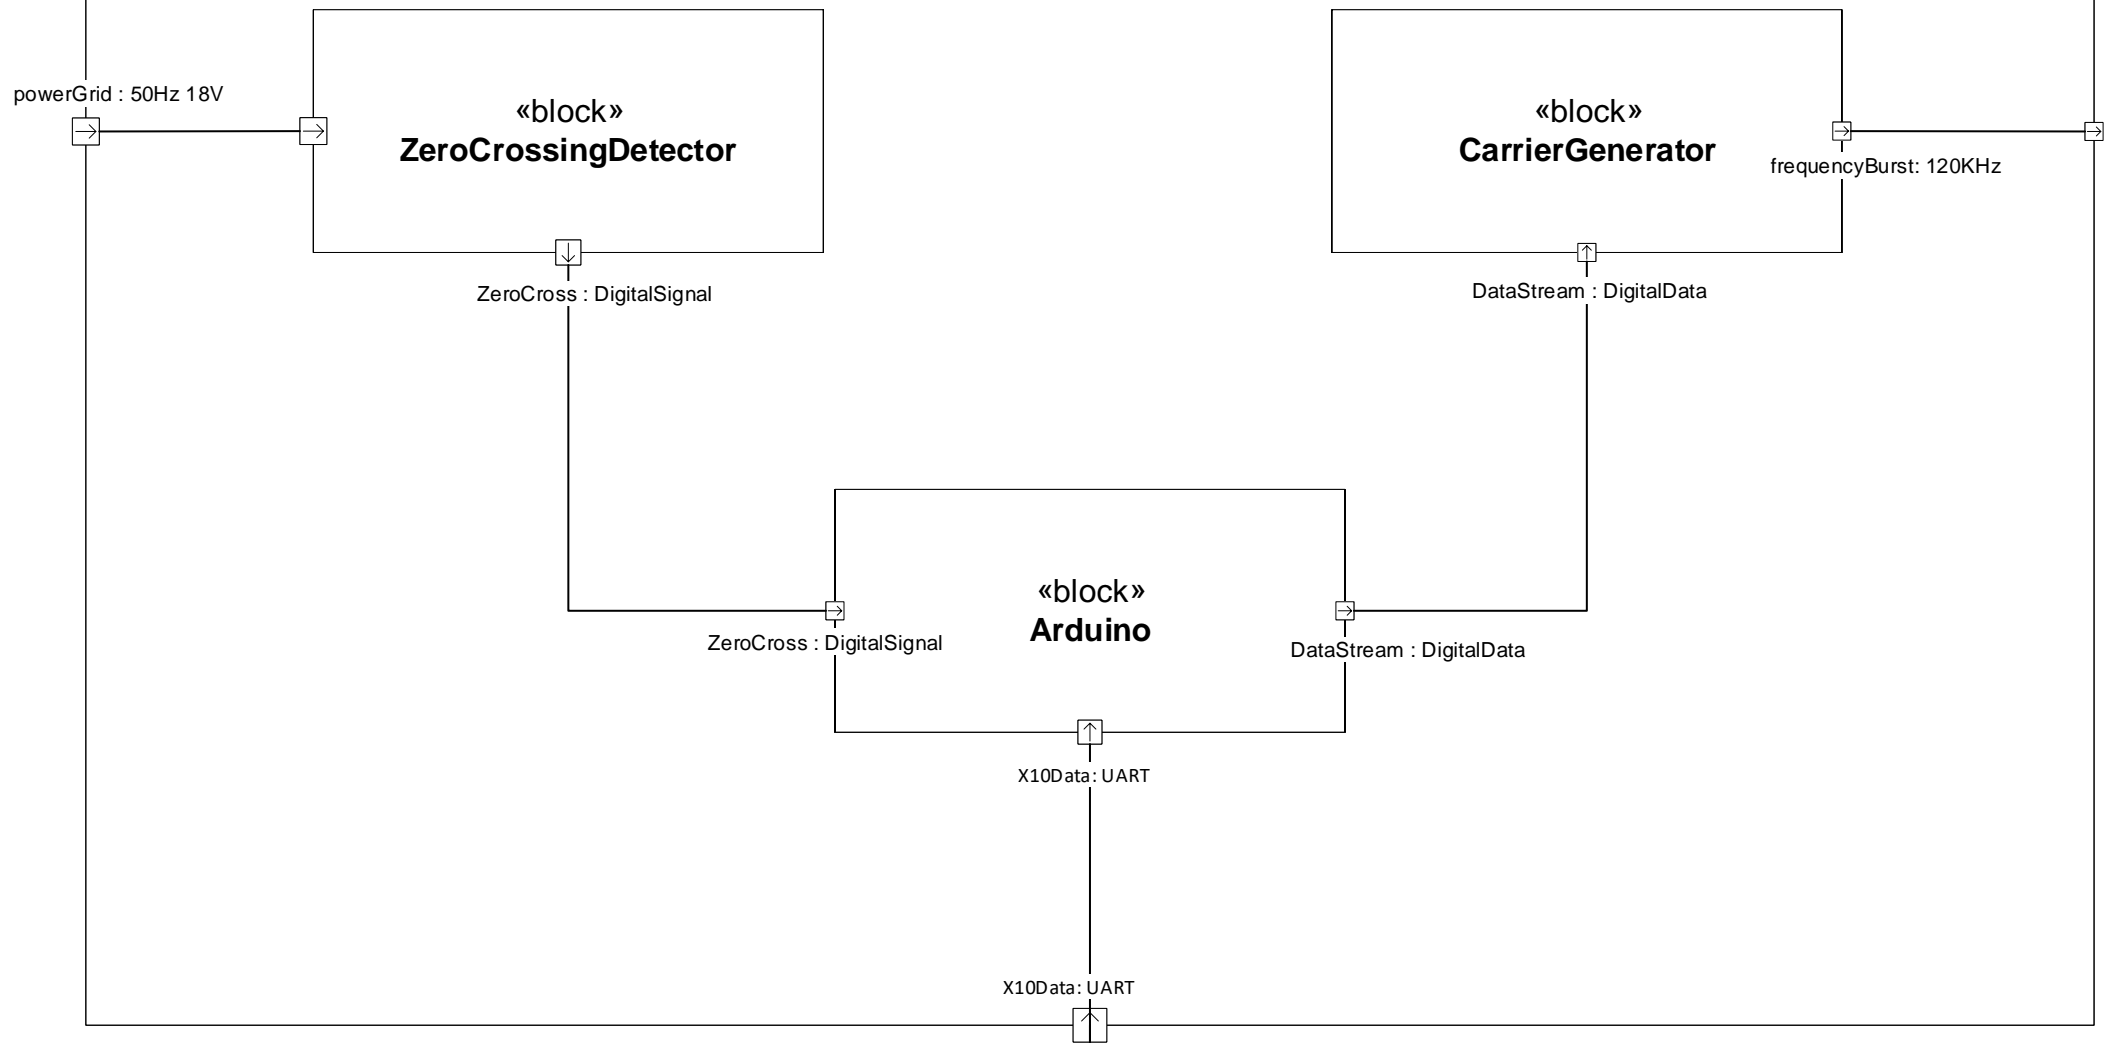 powerGrid : 50Hz 18V
«block»
ZeroCrossingDetector
«block»
CarrierGenerator
frequencyBurst: 120KHz
ZeroCross : DigitalSignal
DataStream : DigitalData
«block»
Arduino
ZeroCross : DigitalSignal
DataStream : DigitalData
X10Data: UART
X10Data: UART